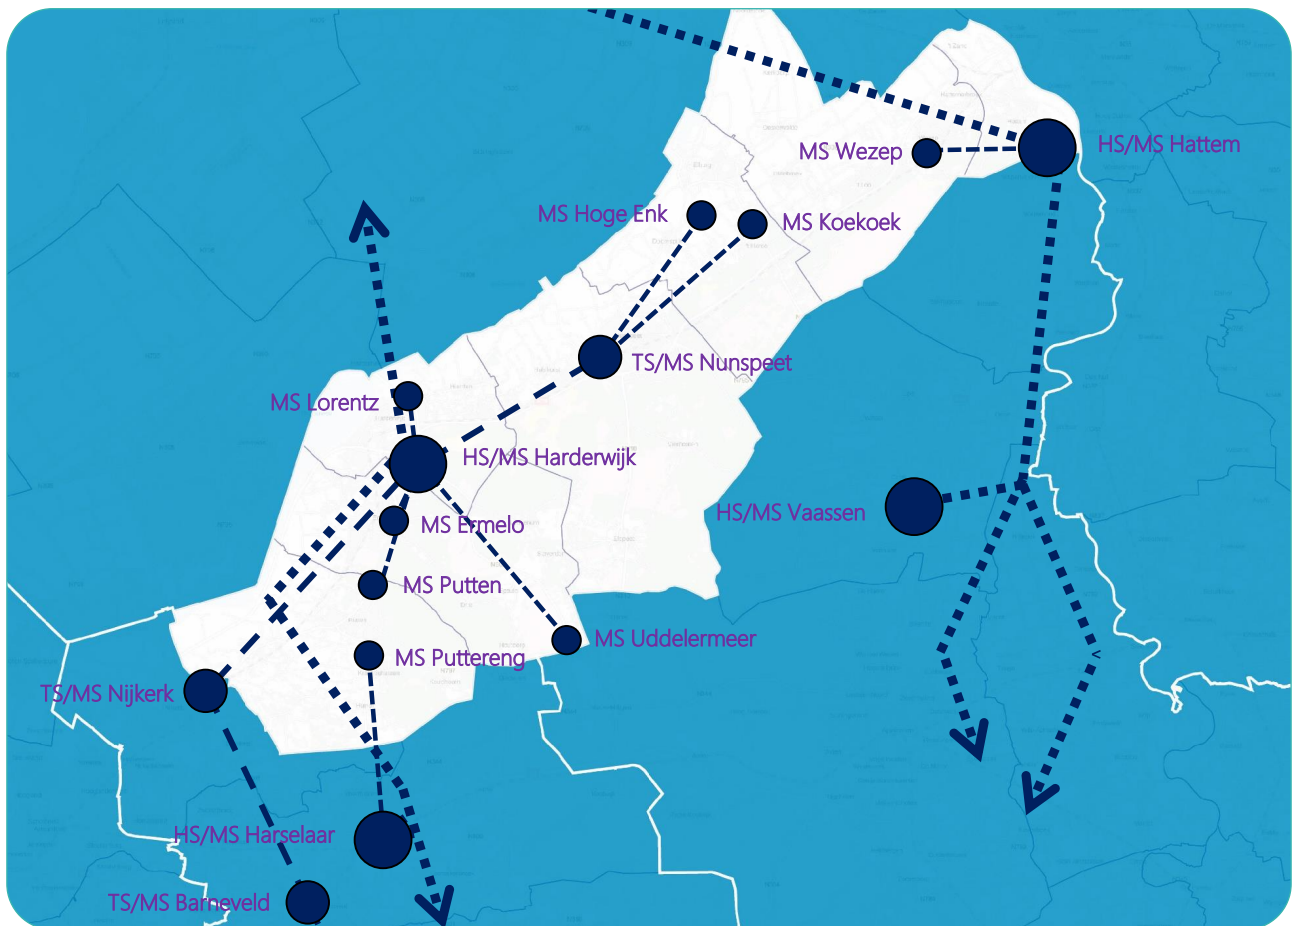 HS/MS Hattem
MS Wezep
MS Hoge Enk
MS Koekoek
TS/MS Nunspeet
MS Lorentz
HS/MS Harderwijk
HS/MS Vaassen
MS Ermelo
MS Putten
MS Uddelermeer
MS Puttereng
TS/MS Nijkerk
HS/MS Harselaar
TS/MS Barneveld